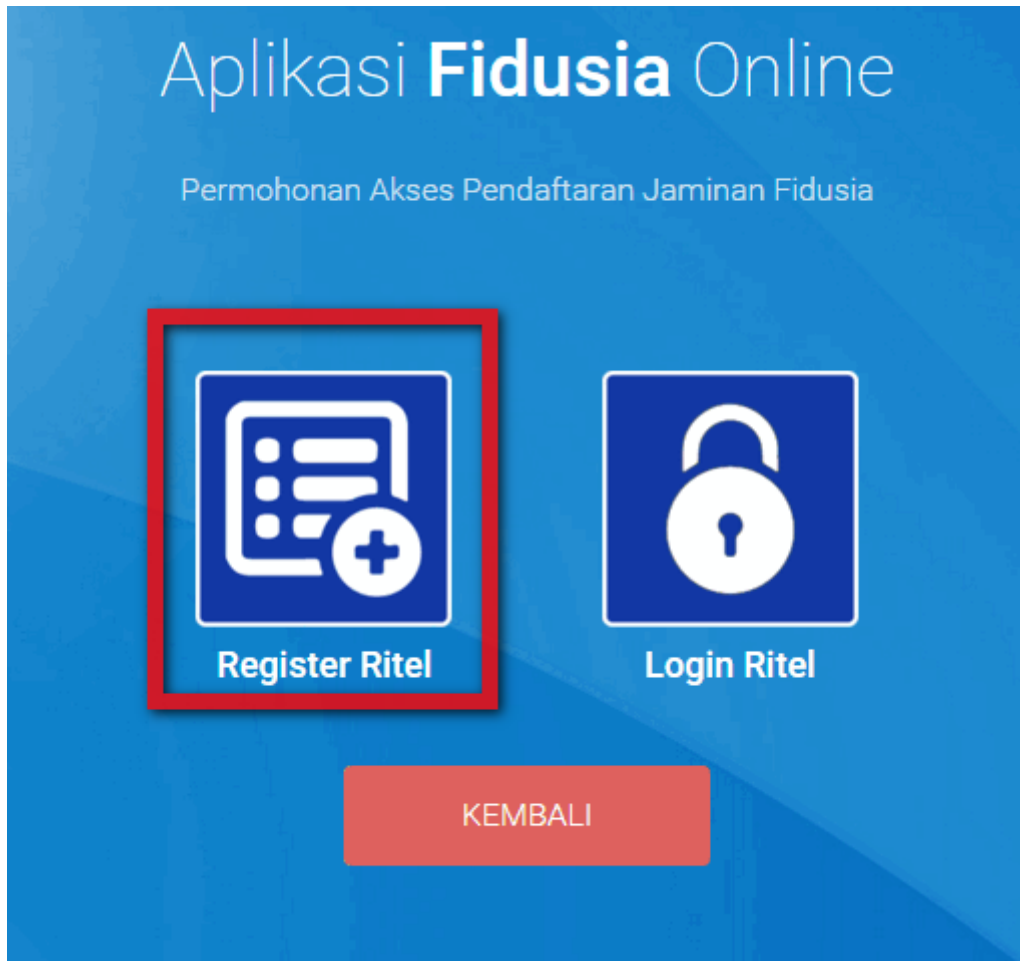 Aplikasi Fidusia Online
Permohonan Akses Pendaftaran Jaminan Fidusia
Register Ritel
Login Ritel
KEMBALI